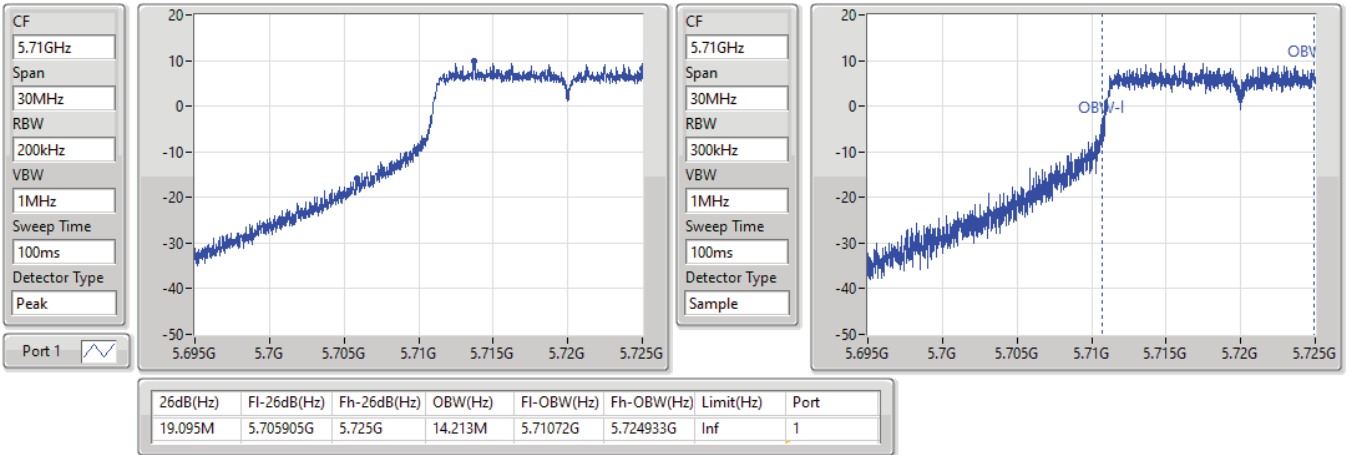 CF
5.71GHz
Span
30MHz
RBW
200kHz
VBW
1MHz
Sweep Time
100ms
Detector Type
Peak
Port 1
20
10
0
-10
-20
-30
-40
-50
5.695G 5.7G 5.705G 5.71G 5.715G 5.72G 5.725G
CF
5.71GHz
Span
30MHz
RBW
300kHz
VBW
1MHz
Sweep Time
100ms
Detector Type
Sample
20
10
0
-10
-20
-30
-40
-50
OBW
OBW-l
5.695G 5.7G 5.705G 5.71G 5.715G 5.72G 5.725G
26dB(Hz) Fl-26dB(Hz) Fh-26dB(Hz) OBW(Hz) Fl-OBW(Hz) Fh-OBW(Hz) Limit(Hz) Port
19.095M 5.705905G 5.725G 14.213M 5.71072G 5.724933G Inf 1